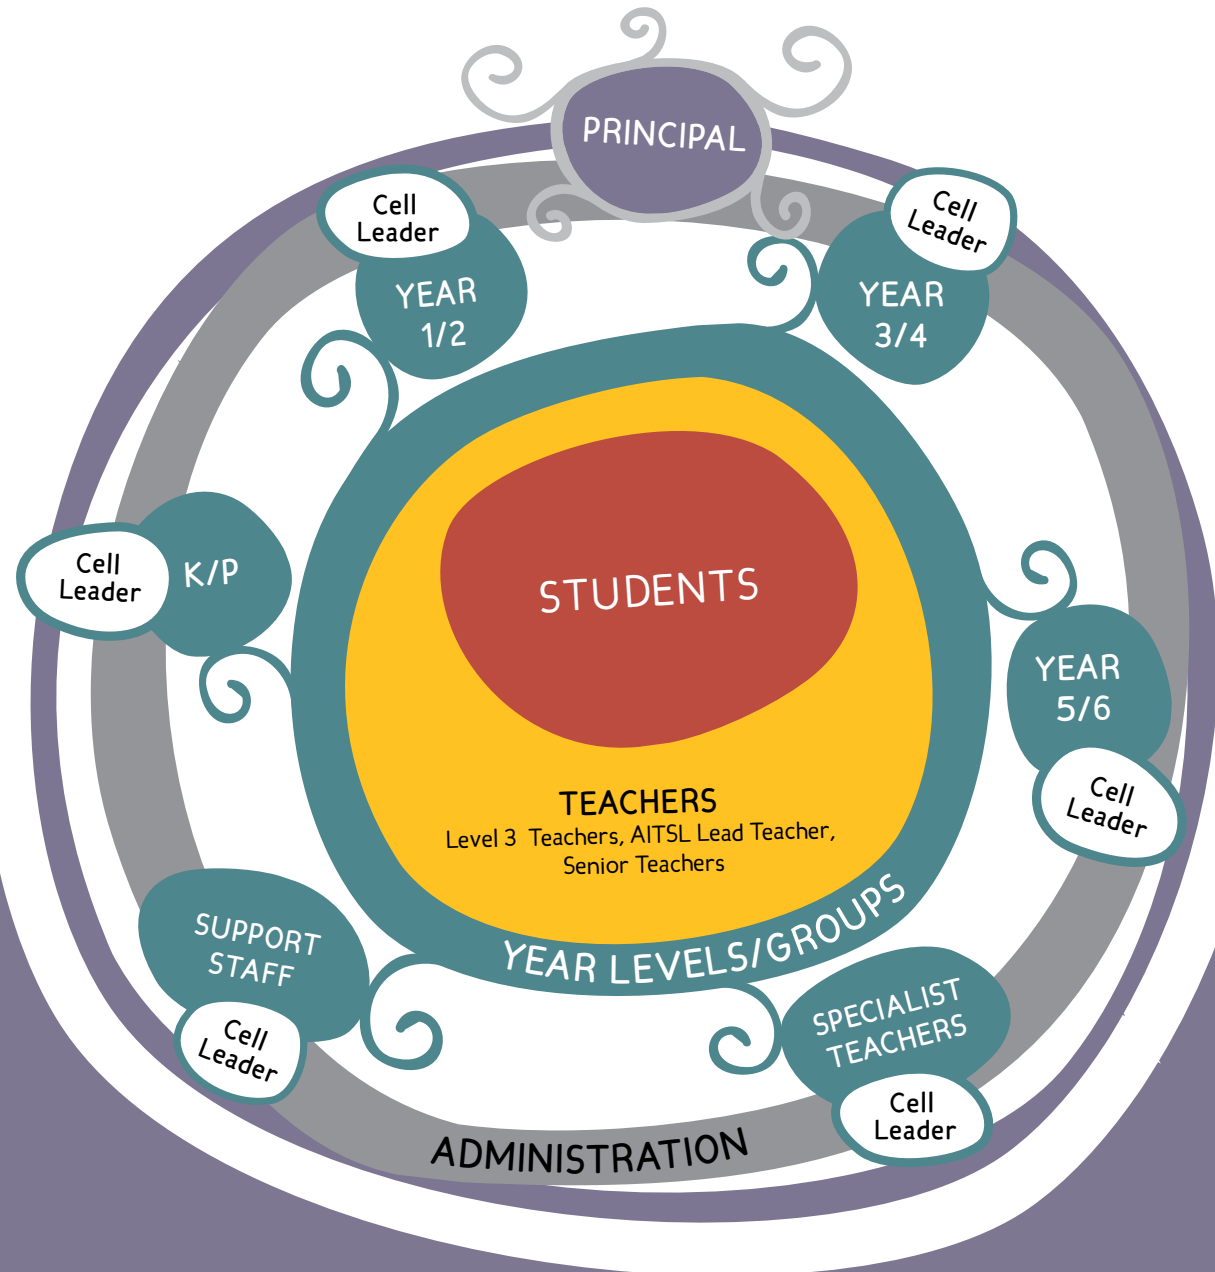 PRINCIPAL
Cell
Leader
YEAR
1/2
Cell
Leader
YEAR
3/4
Cell
Leader
K/P
STUDENTS
YEAR
5/6
Cell
Leader
TEACHERS
Level 3 Teachers, AITSL Lead Teacher,
Senior Teachers
YEAR LEVELS/GROUPS
SUPPORT
STAFF
Cell
Leader
SPECIALIST
TEACHERS
Cell
Leader
ADMINISTRATION